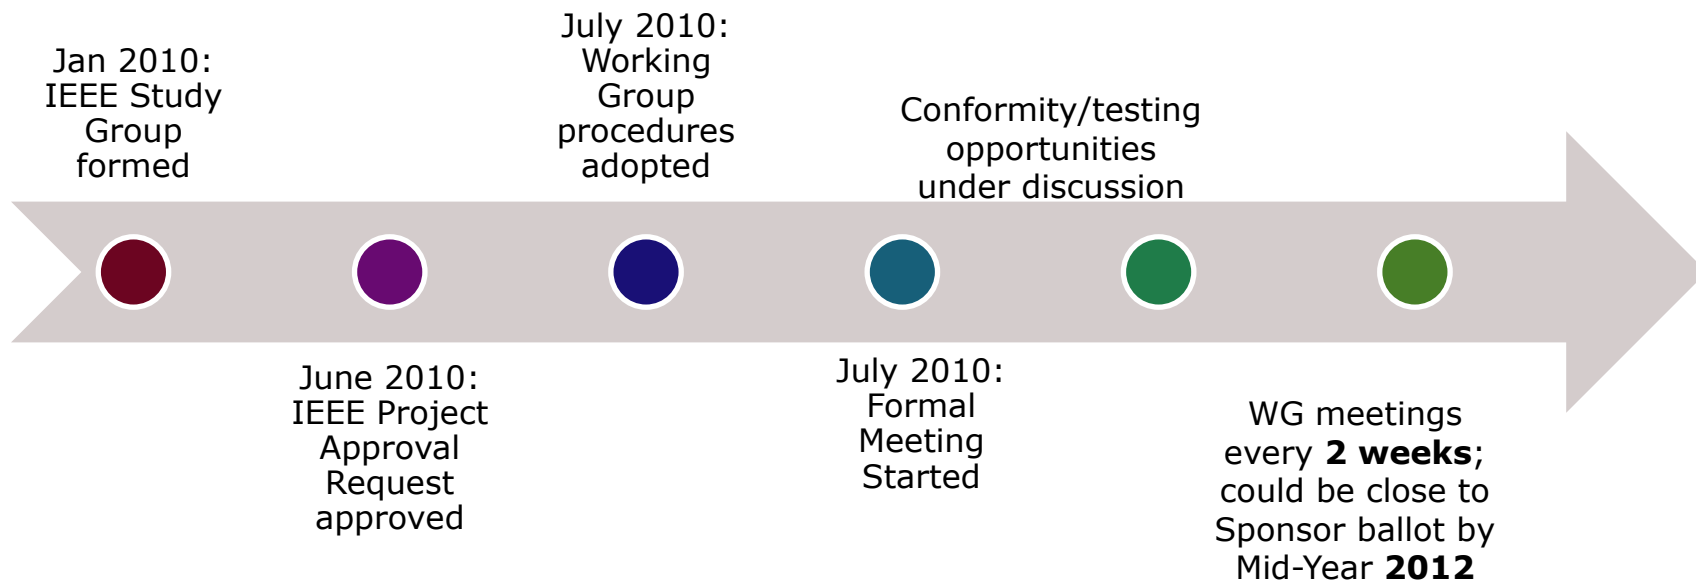 Jan 2010:
IEEE Study
Group
formed
June 2010:
IEEE Project
Approval
Request
approved
July 2010:
Working
Group
procedures
adopted
July 2010:
Formal
Meeting
Started
Conformity/testing
opportunities
under discussion
WG meetings
every 2 weeks;
could be close to
Sponsor ballot by
Mid-Year 2012